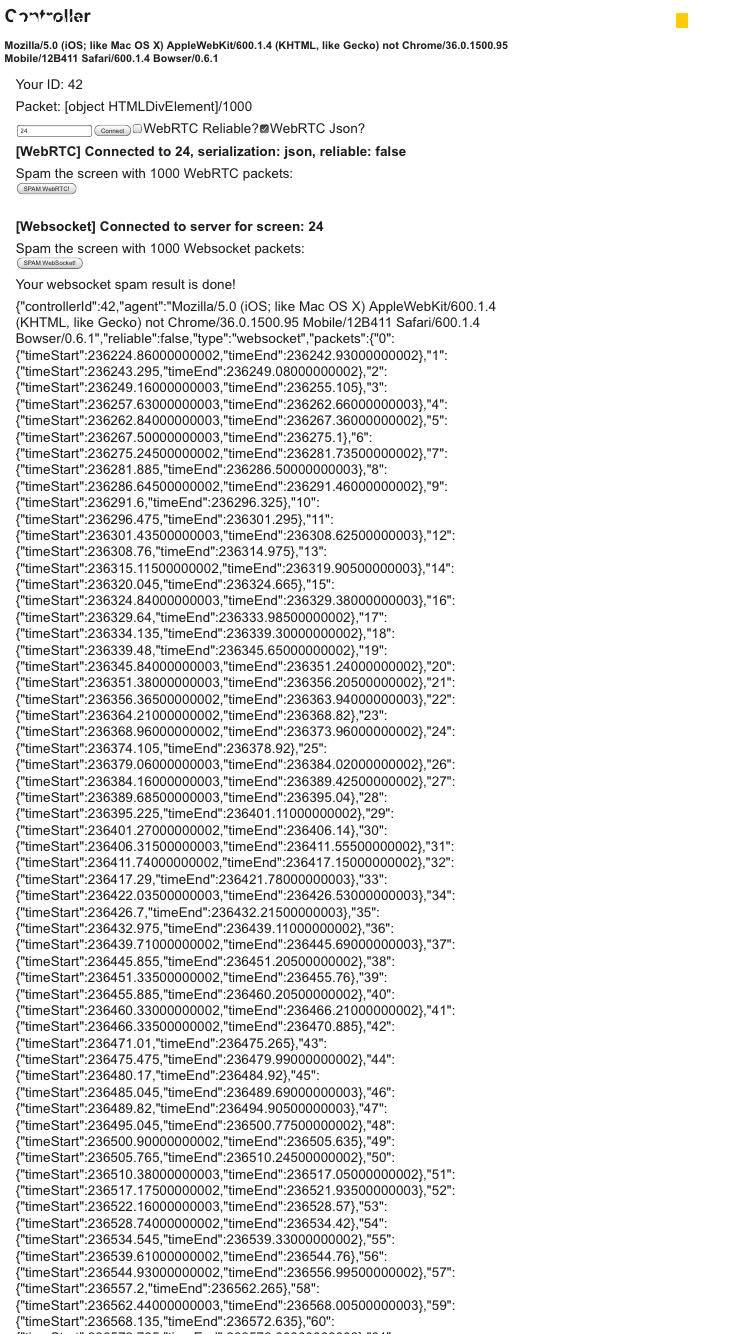 Controller
Mozilla/5.0 (iOS; like Mac OS X) AppleWebKit/600.1.4 (KHTML, like Gecko) not Chrome/36.0.1500.95
Mobile/12B411 Safari/600.1.4 Bowser/0.6.1
Your ID: 42
Packet: [object HTMLDivElement]/1000
24 Connect WebRTC Reliable? WebRTC Json?
[WebRTC] Connected to 24, serialization: json, reliable: false
Spam the screen with 1000 WebRTC packets:
SPAM WebRTC!
[Websocket] Connected to server for screen: 24
Spam the screen with 1000 Websocket packets:
SPAM WebSocket!
Your websocket spam result is done!
{"controllerId":42,"agent":"Mozilla/5.0 (iOS; like Mac OS X) AppleWebKit/600.1.4
(KHTML, like Gecko) not Chrome/36.0.1500.95 Mobile/12B411 Safari/600.1.4
Bowser/0.6.1","reliable":false,"type":"websocket","packets":{"0":
{"timeStart":236224.86000000002,"timeEnd":236242.93000000002},"1":
{"timeStart":236243.295,"timeEnd":236249.08000000002},"2":
{"timeStart":236249.16000000003,"timeEnd":236255.105},"3":
{"timeStart":236257.63000000003,"timeEnd":236262.66000000003},"4":
{"timeStart":236262.84000000003,"timeEnd":236267.36000000002},"5":
{"timeStart":236267.50000000003,"timeEnd":236275.1},"6":
{"timeStart":236275.24500000002,"timeEnd":236281.73500000002},"7":
{"timeStart":236281.885,"timeEnd":236286.50000000003},"8":
{"timeStart":236286.64500000002,"timeEnd":236291.46000000002},"9":
{"timeStart":236291.6,"timeEnd":236296.325},"10":
{"timeStart":236296.475,"timeEnd":236301.295},"11":
{"timeStart":236301.43500000003,"timeEnd":236308.62500000003},"12":
{"timeStart":236308.76,"timeEnd":236314.975},"13":
{"timeStart":236315.11500000002,"timeEnd":236319.90500000003},"14":
{"timeStart":236320.045,"timeEnd":236324.665},"15":
{"timeStart":236324.84000000003,"timeEnd":236329.38000000003},"16":
{"timeStart":236329.64,"timeEnd":236333.98500000002},"17":
{"timeStart":236334.135,"timeEnd":236339.30000000002},"18":
{"timeStart":236339.48,"timeEnd":236345.65000000002},"19":
{"timeStart":236345.84000000003,"timeEnd":236351.24000000002},"20":
{"timeStart":236351.38000000003,"timeEnd":236356.20500000002},"21":
{"timeStart":236356.36500000002,"timeEnd":236363.94000000003},"22":
{"timeStart":236364.21000000002,"timeEnd":236368.82},"23":
{"timeStart":236368.96000000002,"timeEnd":236373.96000000002},"24":
{"timeStart":236374.105,"timeEnd":236378.92},"25":
{"timeStart":236379.06000000003,"timeEnd":236384.02000000002},"26":
{"timeStart":236384.16000000003,"timeEnd":236389.42500000002},"27":
{"timeStart":236389.68500000003,"timeEnd":236395.04},"28":
{"timeStart":236395.225,"timeEnd":236401.11000000002},"29":
{"timeStart":236401.27000000002,"timeEnd":236406.14},"30":
{"timeStart":236406.31500000003,"timeEnd":236411.55500000002},"31":
{"timeStart":236411.74000000002,"timeEnd":236417.15000000002},"32":
{"timeStart":236417.29,"timeEnd":236421.78000000003},"33":
{"timeStart":236422.03500000003,"timeEnd":236426.53000000003},"34":
{"timeStart":236426.7,"timeEnd":236432.21500000003},"35":
{"timeStart":236432.975,"timeEnd":236439.11000000002},"36":
{"timeStart":236439.71000000002,"timeEnd":236445.69000000003},"37":
{"timeStart":236445.855,"timeEnd":236451.20500000002},"38":
{"timeStart":236451.33500000002,"timeEnd":236455.76},"39":
{"timeStart":236455.885,"timeEnd":236460.20500000002},"40":
{"timeStart":236460.33000000002,"timeEnd":236466.21000000002},"41":
{"timeStart":236466.33500000002,"timeEnd":236470.885},"42":
{"timeStart":236471.01,"timeEnd":236475.265},"43":
{"timeStart":236475.475,"timeEnd":236479.99000000002},"44":
{"timeStart":236480.17,"timeEnd":236484.92},"45":
{"timeStart":236485.045,"timeEnd":236489.69000000003},"46":
{"timeStart":236489.82,"timeEnd":236494.90500000003},"47":
{"timeStart":236495.045,"timeEnd":236500.77500000002},"48":
{"timeStart":236500.90000000002,"timeEnd":236505.635},"49":
{"timeStart":236505.765,"timeEnd":236510.24500000002},"50":
{"timeStart":236510.38000000003,"timeEnd":236517.05000000002},"51":
{"timeStart":236517.17500000002,"timeEnd":236521.93500000003},"52":
{"timeStart":236522.16000000003,"timeEnd":236528.57},"53":
{"timeStart":236528.74000000002,"timeEnd":236534.42},"54":
{"timeStart":236534.545,"timeEnd":236539.33000000002},"55":
{"timeStart":236539.61000000002,"timeEnd":236544.76},"56":
{"timeStart":236544.93000000002,"timeEnd":236556.99500000002},"57":
{"timeStart":236557.2,"timeEnd":236562.265},"58":
{"timeStart":236562.44000000003,"timeEnd":236568.00500000003},"59":
{"timeStart":236568.135,"timeEnd":236572.635},"60":